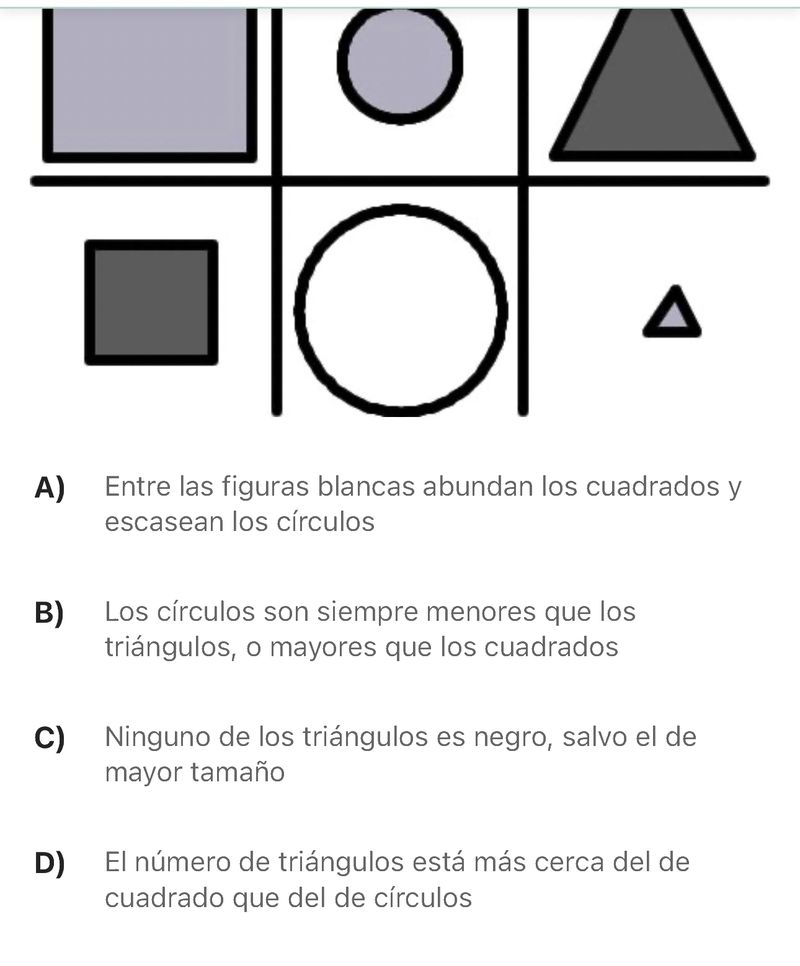 A) Entre las figuras blancas abundan los cuadrados y
escasean los círculos
B) Los círculos son siempre menores que los
triángulos, o mayores que los cuadrados
C) Ninguno de los triángulos es negro, salvo el de
mayor tamaño
D) El número de triángulos está más cerca del de
cuadrado que del de círculos